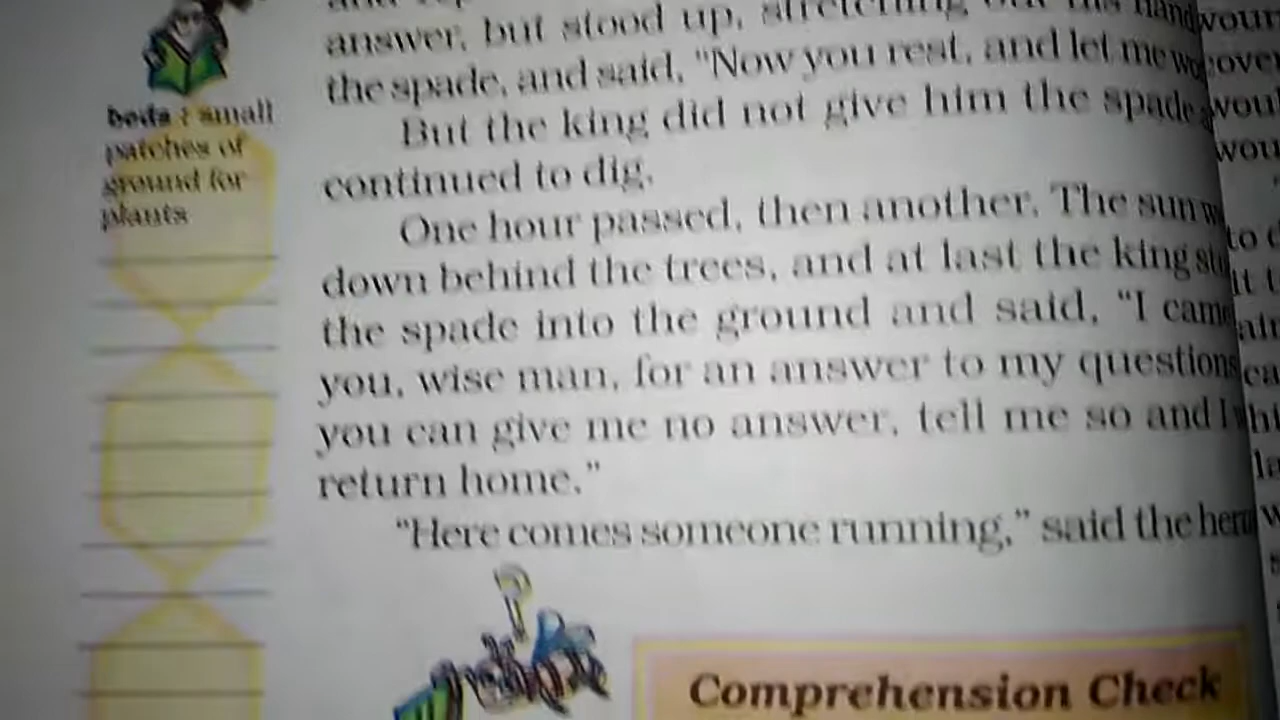 beds : small
patches of
ground for
plants
answer, but stood up, stretching out his hand
the spade, and said, "Now you rest, and let me
But the king did not give him the spade
continued to dig.
One hour passed, then another. The sun
down behind the trees, and at last the king
the spade into the ground and said, "I came
you, wise man, for an answer to my questions
you can give me no answer, tell me so and I
return home."
"Here comes someone running," said the
Comprehension Check